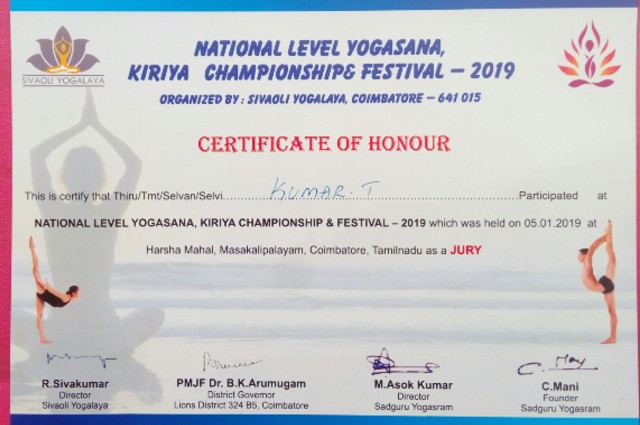 SIVAOLI YOGALAYA
NATIONAL LEVEL YOGASANA,
KIRIYA CHAMPIONSHIP& FESTIVAL – 2019
ORGANIZED BY : SIVAOLI YOGALAYA, COIMBATORE – 641 015
CERTIFICATE OF HONOUR
This is certify that Thiru/Tmt/Selvan/Selvi.......KUMAR. T.......Participated at
NATIONAL LEVEL YOGASANA, KIRIYA CHAMPIONSHIP & FESTIVAL – 2019 which was held on 05.01.2019 at
Harsha Mahal, Masakalipalayam, Coimbatore, Tamilnadu as a JURY
R.Sivakumar
Director
Sivaoli Yogalaya
PMJF Dr. B.K.Arumugam
District Governor
Lions District 324 B5, Coimbatore
M.Asok Kumar
Director
Sadguru Yogasram
C. Many
C.Mani
Founder
Sadguru Yogasram